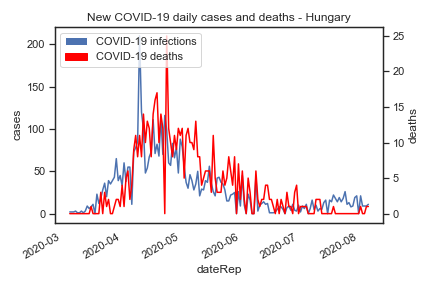 New COVID-19 daily cases and deaths - Hungary
COVID-19 infections
COVID-19 deaths
200
150
100
50
0
cases
25
20
15
10
5
0
deaths
2020-03
2020-04
2020-05
2020-06
2020-07
2020-08
dateRep